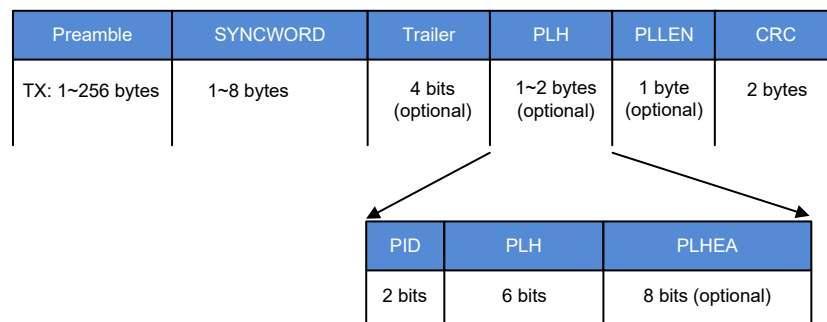 Preamble SYNCWORD Trailer PLH PLLEN CRC
TX: 1~256 bytes 1~8 bytes 4 bits 1~2 bytes 1 byte 2 bytes
(optional) (optional) (optional)
PID PLH PLHEA
2 bits 6 bits 8 bits (optional)